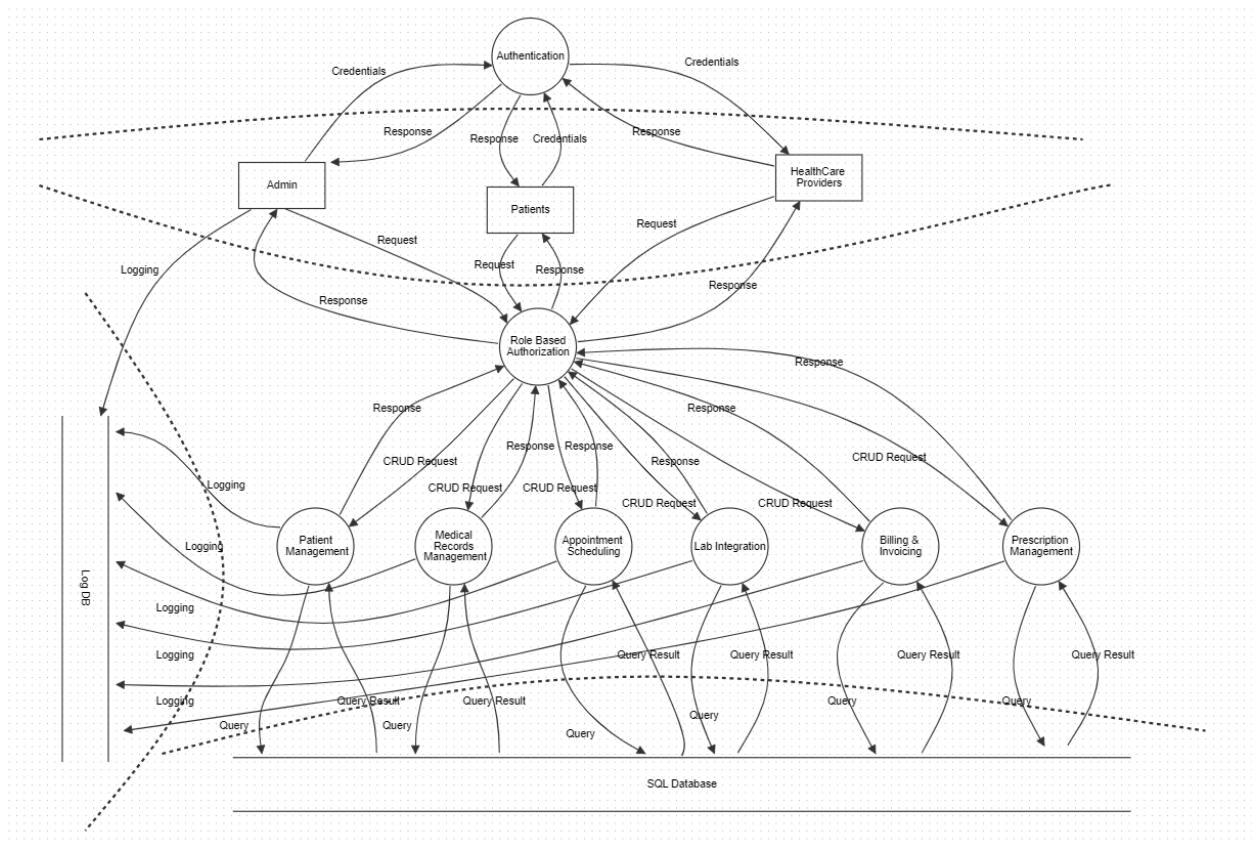 Authentication
Credentials
Credentials
Response
Response
Credentials
Response
Admin
HealthCare
Providers
Patients
Request
Request
Logging
Request
Response
Response
Response
Role Based
Authorization
Response
Response
Response
CRUD Request
Response
Response
Response
CRUD Request
CRUD Request
CRUD Request
CRUD Request
CRUD Request
Logging
Logging
Patient
Management
Medical
Records
Management
Appointment
Scheduling
Lab Integration
Billing &
Invoicing
Prescription
Management
Log DB
Logging
Logging
Query Result
Query Result
Query Result
Query Result
Logging
Query Result
Query Result
Query
Query
Query
Query
Query
Query
SQL Database